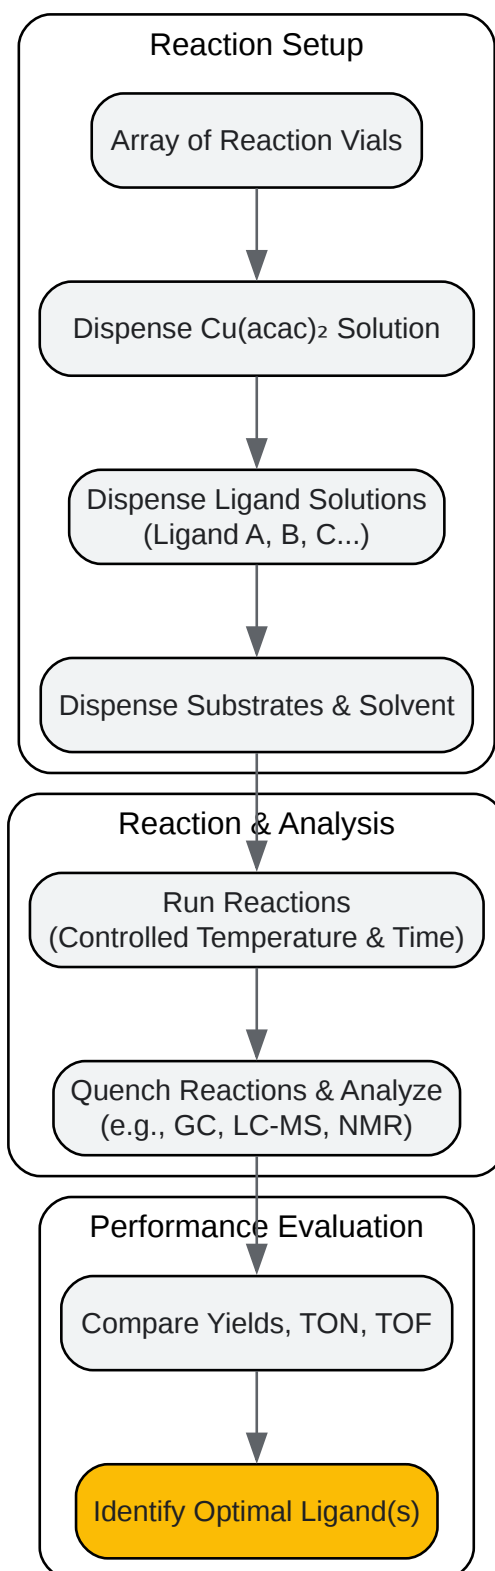 Reaction Setup
Array of Reaction Vials
Dispense Cu(acac)₂ Solution
Dispense Ligand Solutions
(Ligand A, B, C...)
Dispense Substrates & Solvent
Reaction & Analysis
Run Reactions
(Controlled Temperature & Time)
Quench Reactions & Analyze
(e.g., GC, LC-MS, NMR)
Performance Evaluation
Compare Yields, TON, TOF
Identify Optimal Ligand(s)